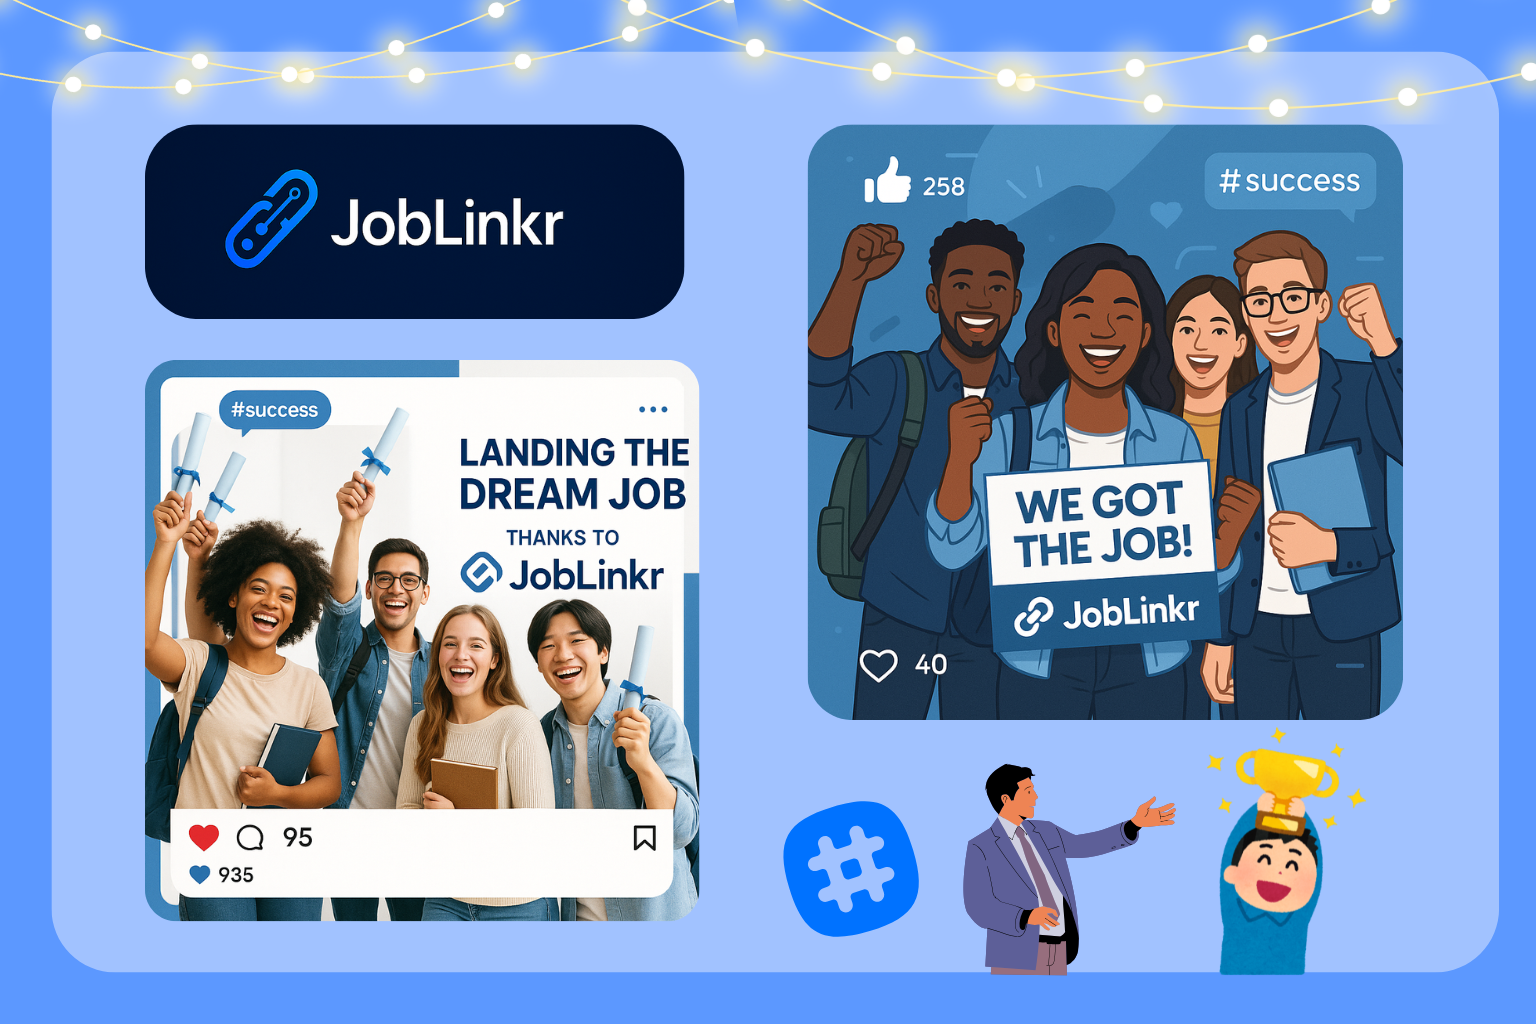 JobLinkr
#success
LANDING THE
DREAM JOB
THANKS TO
JobLinkr
95
935
258
#success
WE GOT
THE JOB!
JobLinkr
40
#